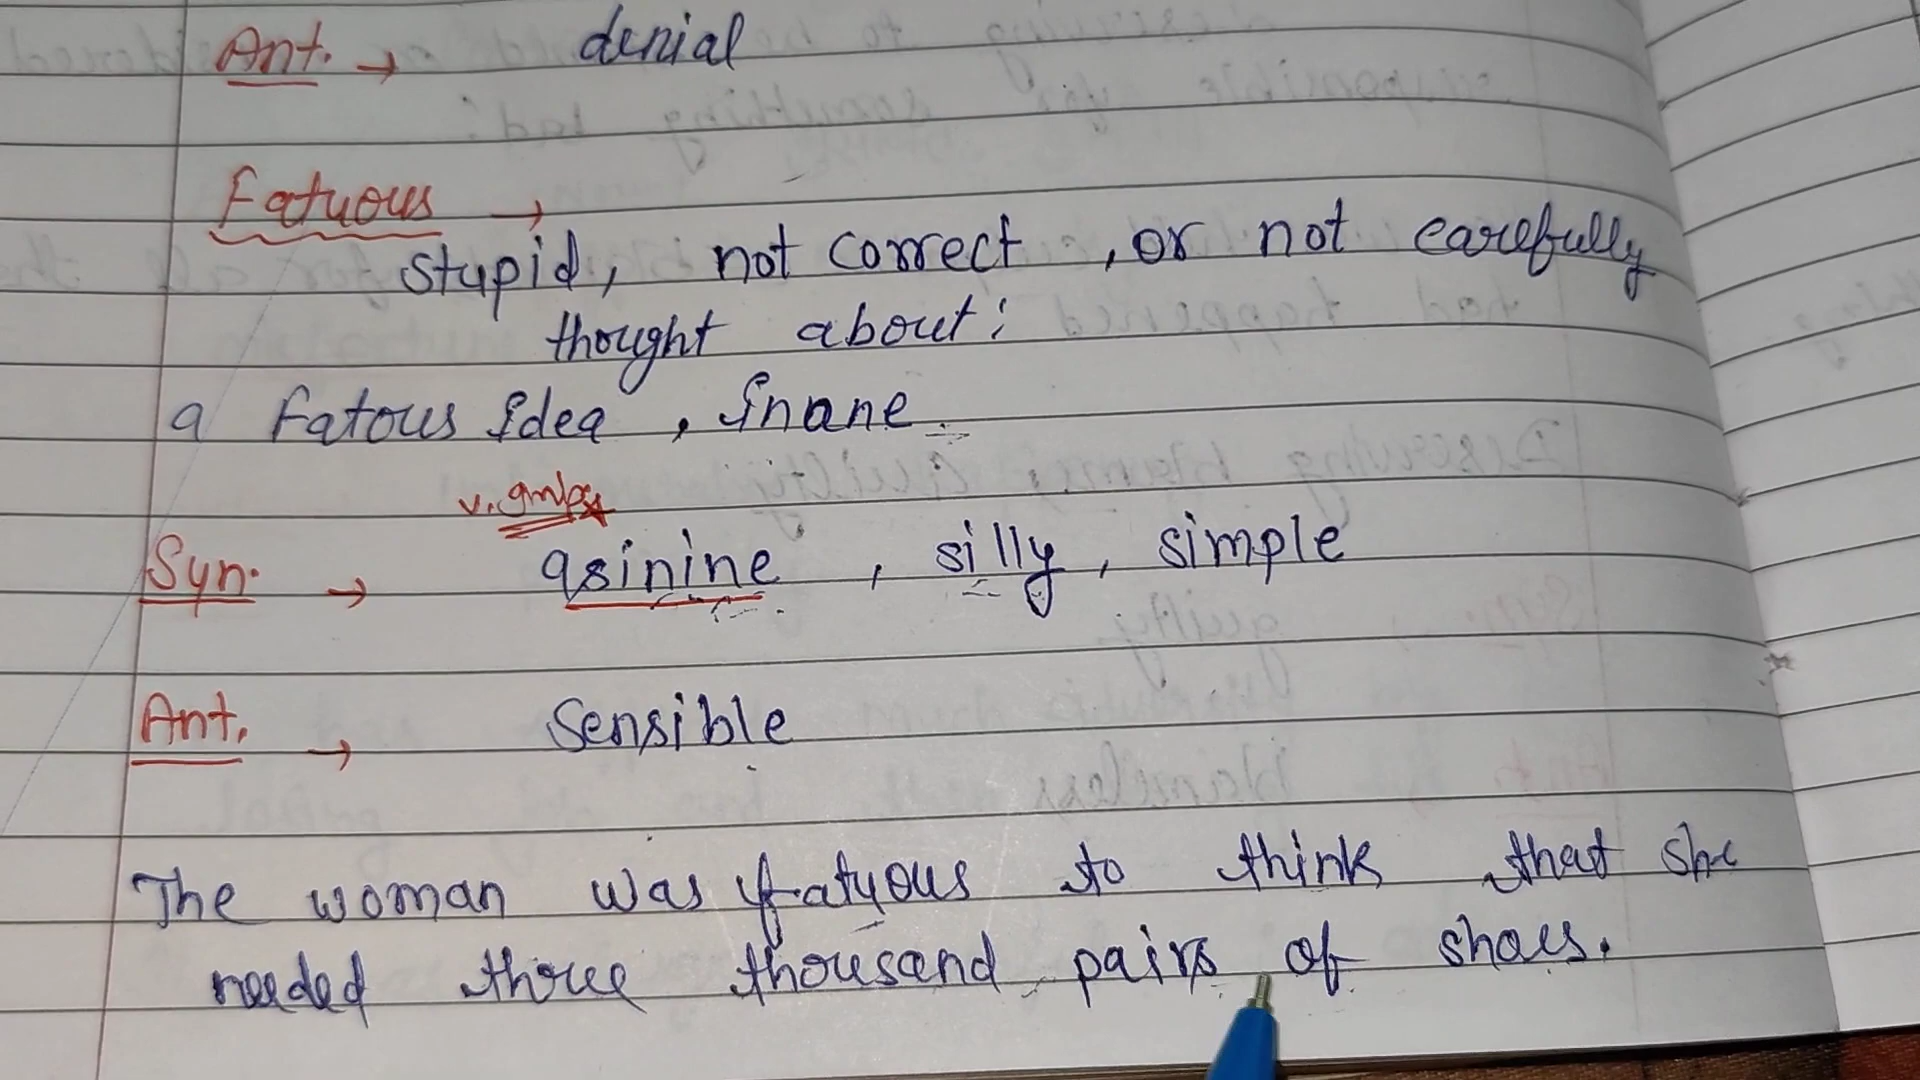 Ant. → denial
Fatuous →
stupid, not correct, or not carefully
thought about:
a Fatous Idea, Inane
v. Imp
Syn. → asinine, silly, simple
Ant. → Sensible
The woman was fatuous to think that she
needed three thousand pairs of shoes.